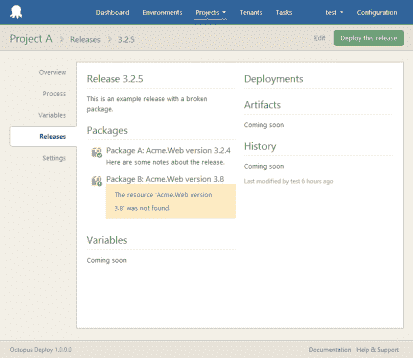 Dashboard Environments Projects Tenants Tasks test Configuration
Project A > Releases > 3.2.5 Edit Deploy this release
Overview
Process
Variables
Releases
Settings
Release 3.2.5
This is an example release with a broken
package.
Packages
Package A: Acme.Web version 3.2.4
Here are some notes about the release.
Package B: Acme.Web version 3.8
The resource 'Acme.Web version
3.8' was not found.
Variables
Coming soon
Deployments
Artifacts
Coming soon
History
Coming soon
Last modified by test 6 hours ago
Octopus Deploy 1.0.0.0 Documentation Help & Support